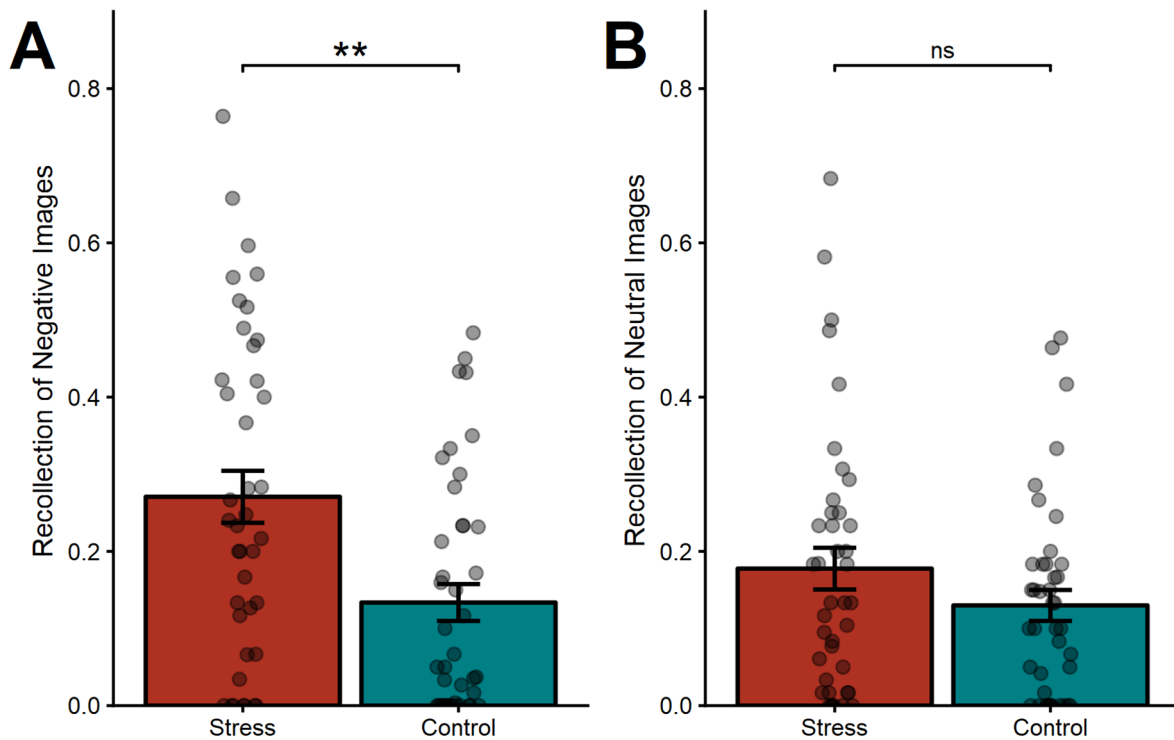 A
**
Recollection of Negative Images
0.8
0.6
0.4
0.2
0.0
Stress
Control
B
ns
Recollection of Neutral Images
0.8
0.6
0.4
0.2
0.0
Stress
Control